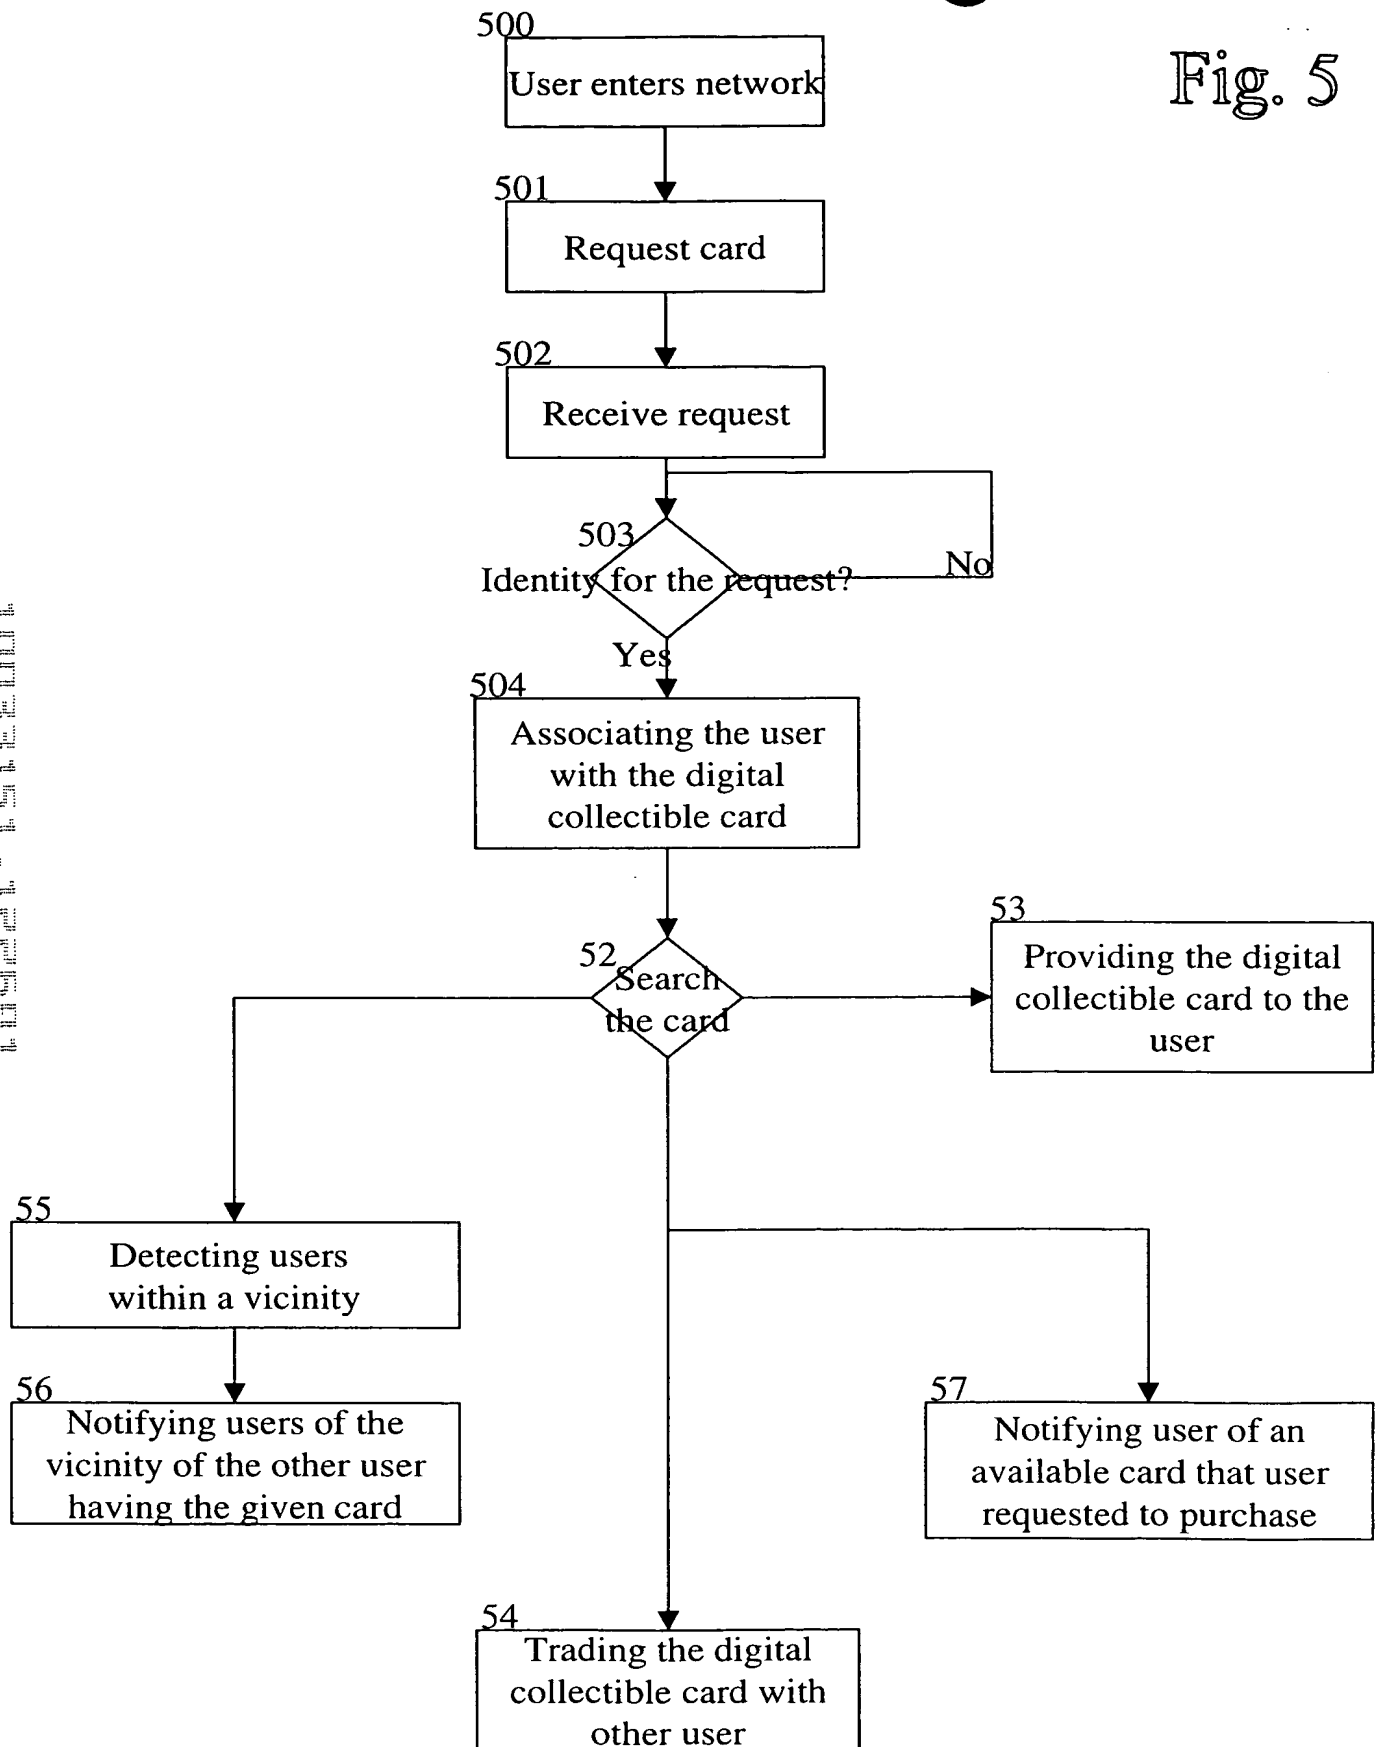 Fig. 5
500
User enters network
501
Request card
502
Receive request
503
Identity for the request?
No
Yes
504
Associating the user
with the digital
collectible card
52
Search
the card
53
Providing the digital
collectible card to the
user
55
Detecting users
within a vicinity
56
Notifying users of the
vicinity of the other user
having the given card
57
Notifying user of an
available card that user
requested to purchase
54
Trading the digital
collectible card with
other user